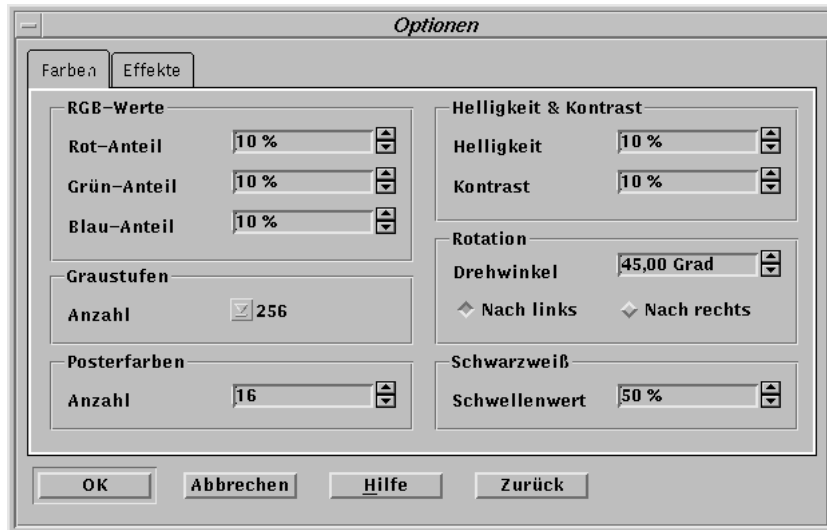 Optionen
Farben Effekte
RGB-Werte
Rot-Anteil 10 %
Grün-Anteil 10 %
Blau-Anteil 10 %
Graustufen
Anzahl 256
Posterfarben
Anzahl 16
Helligkeit & Kontrast
Helligkeit 10 %
Kontrast 10 %
Rotation
Drehwinkel 45,00 Grad
Nach links Nach rechts
Schwarzweiß
Schwellenwert 50 %
OK Abbrechen Hilfe Zurück